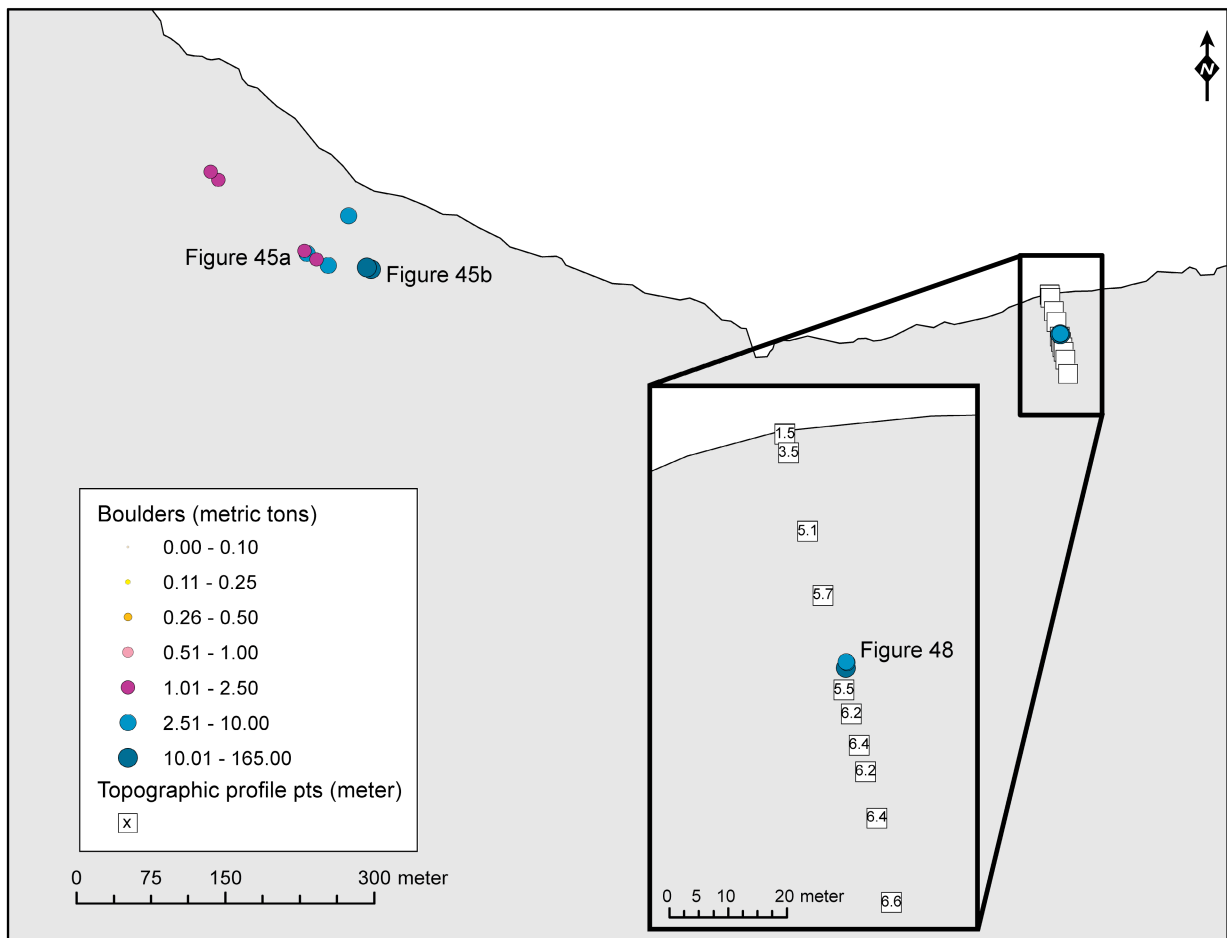 N
Figure 45a
Figure 45b
1.5
3.5
5.1
5.7
Figure 48
5.5
6.2
6.4
6.2
6.4
6.6
0 5 10 20 meter
Boulders (metric tons)
0.00 - 0.10
0.11 - 0.25
0.26 - 0.50
0.51 - 1.00
1.01 - 2.50
2.51 - 10.00
10.01 - 165.00
Topographic profile pts (meter)
x
0 75 150 300 meter